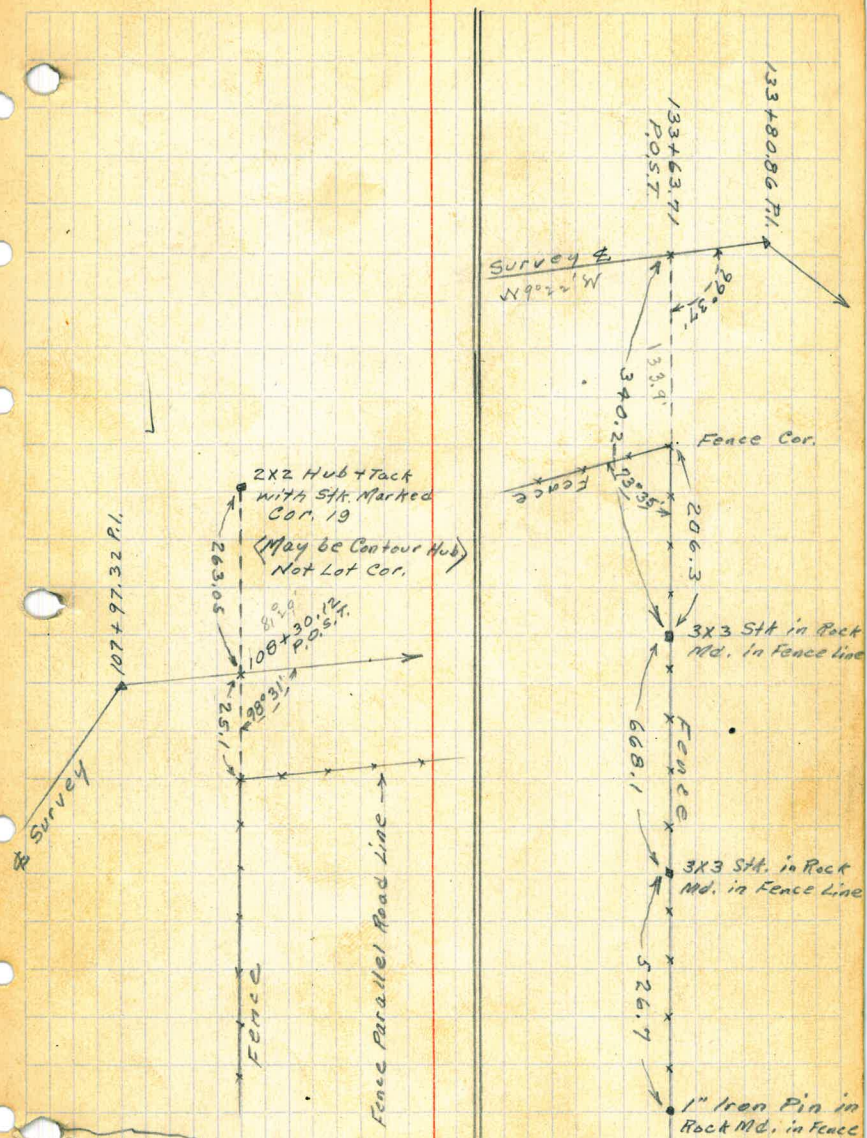 2X2 Hub + Tack
with Stk. Marked
Cor. 19
(May be Contour Hub)
Not Lot Cor.
263.05
81°29'
108+30.12
P.O.S.T.
107+97.32 P.I.
98°31'
25.1
℄ Survey
Fence
Fence Parallel Road Line
133+80.86 P.I.
133+63.71
P.O.S.T.
Survey ℄
N9°22'W
99°37'
133.9'
340.2
Fence Cor.
Fence
73°35'
206.3
3X3 Stk in Rock
Md. in Fence Line
668.1
Fence
3X3 Stk. in Rock
Md. in Fence Line
526.7
1" Iron Pin in
Rock Md. in Fence